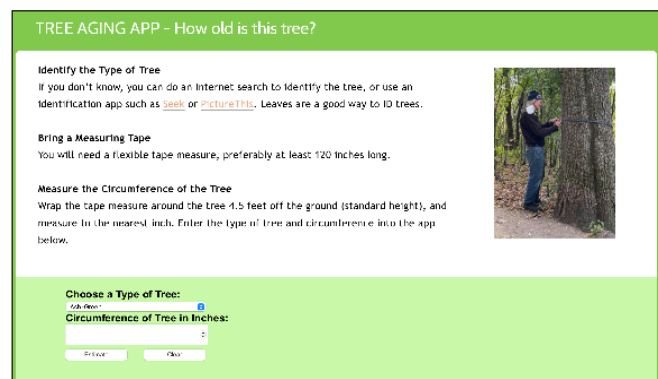 TREE AGING APP – How old is this tree?
Identify the Type of Tree
If you don't know, you can do an internet search to identify the tree, or use an
identification app such as Seek or PictureThis. Leaves are a good way to ID trees.
Bring a Measuring Tape
You will need a flexible tape measure, preferably at least 120 inches long.
Measure the Circumference of the Tree
Wrap the tape measure around the tree 4.5 feet off the ground (standard height), and
measure to the nearest inch. Enter the type of tree and circumference into the app
below.
Choose a Type of Tree:
Ash-Green
Circumference of Tree in Inches:
Estimate
Clear